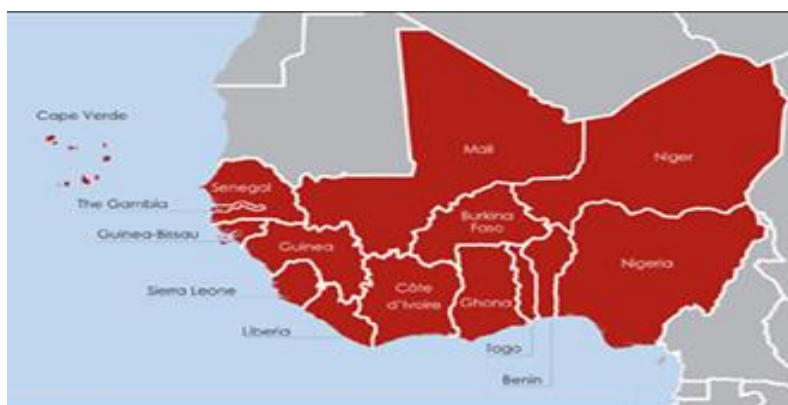 Cape Verde
Mali
Niger
Senegal
The Gambia
Burkina
Faso
Guinea-Bissau
Guinea
Nigeria
Côte
d'Ivoire
Ghana
Sierra Leone
Liberia
Togo
Benin